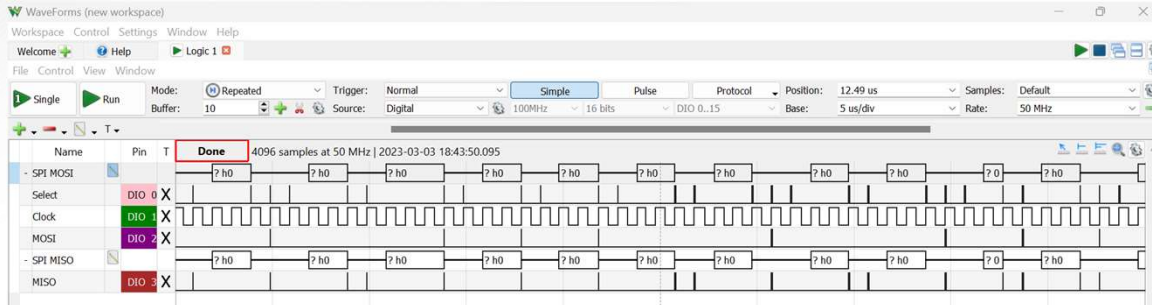 WaveForms (new workspace)
Workspace Control Settings Window Help
Welcome Help Logic 1
File Control View Window
Single Run Mode: Repeated Trigger: Normal Simple Pulse Protocol Position: 12.49 us Samples: Default
Buffer: 10 Source: Digital 100MHz 16 bits DIO 0..15 Base: 5 us/div Rate: 50 MHz
T
Name Pin T Done 4096 samples at 50 MHz | 2023-03-03 18:43:50.095
- SPI MOSI ? h0 ? h0 ? h0 ? h0 ? h0 ? h0 ? h0 ? h0 ? h0 ? 0 ? h0
Select DIO 0 X
Clock DIO 1 X
MOSI DIO 2 X
- SPI MISO ? h0 ? h0 ? h0 ? h0 ? h0 ? h0 ? h0 ? h0 ? h0 ? 0 ? h0
MISO DIO 3 X